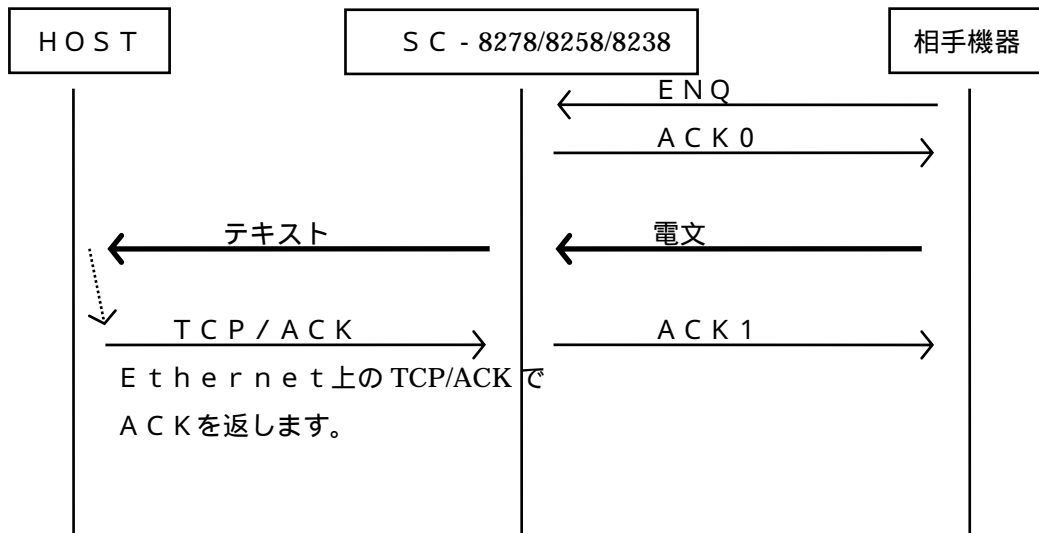 ＨＯＳＴ
ＳＣ-8278/8258/8238
相手機器
ＥＮＱ
ＡＣＫ０
テキスト
電文
ＴＣＰ／ＡＣＫ
ＡＣＫ１
Ｅｔｈｅｒｎｅｔ上の TCP/ACK で
ＡＣＫを返します。